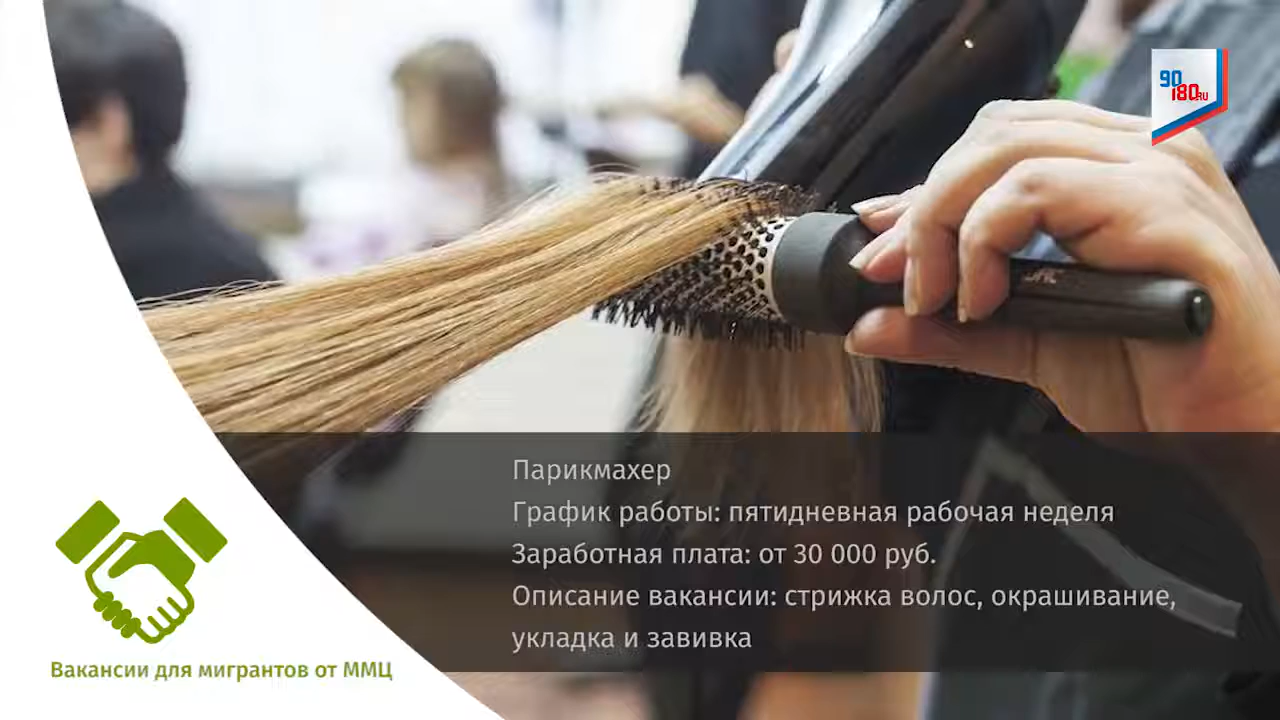 90
180.RU
Парикмахер
График работы: пятидневная рабочая неделя
Заработная плата: от 30 000 руб.
Описание вакансии: стрижка волос, окрашивание,
укладка и завивка
Вакансии для мигрантов от ММЦ